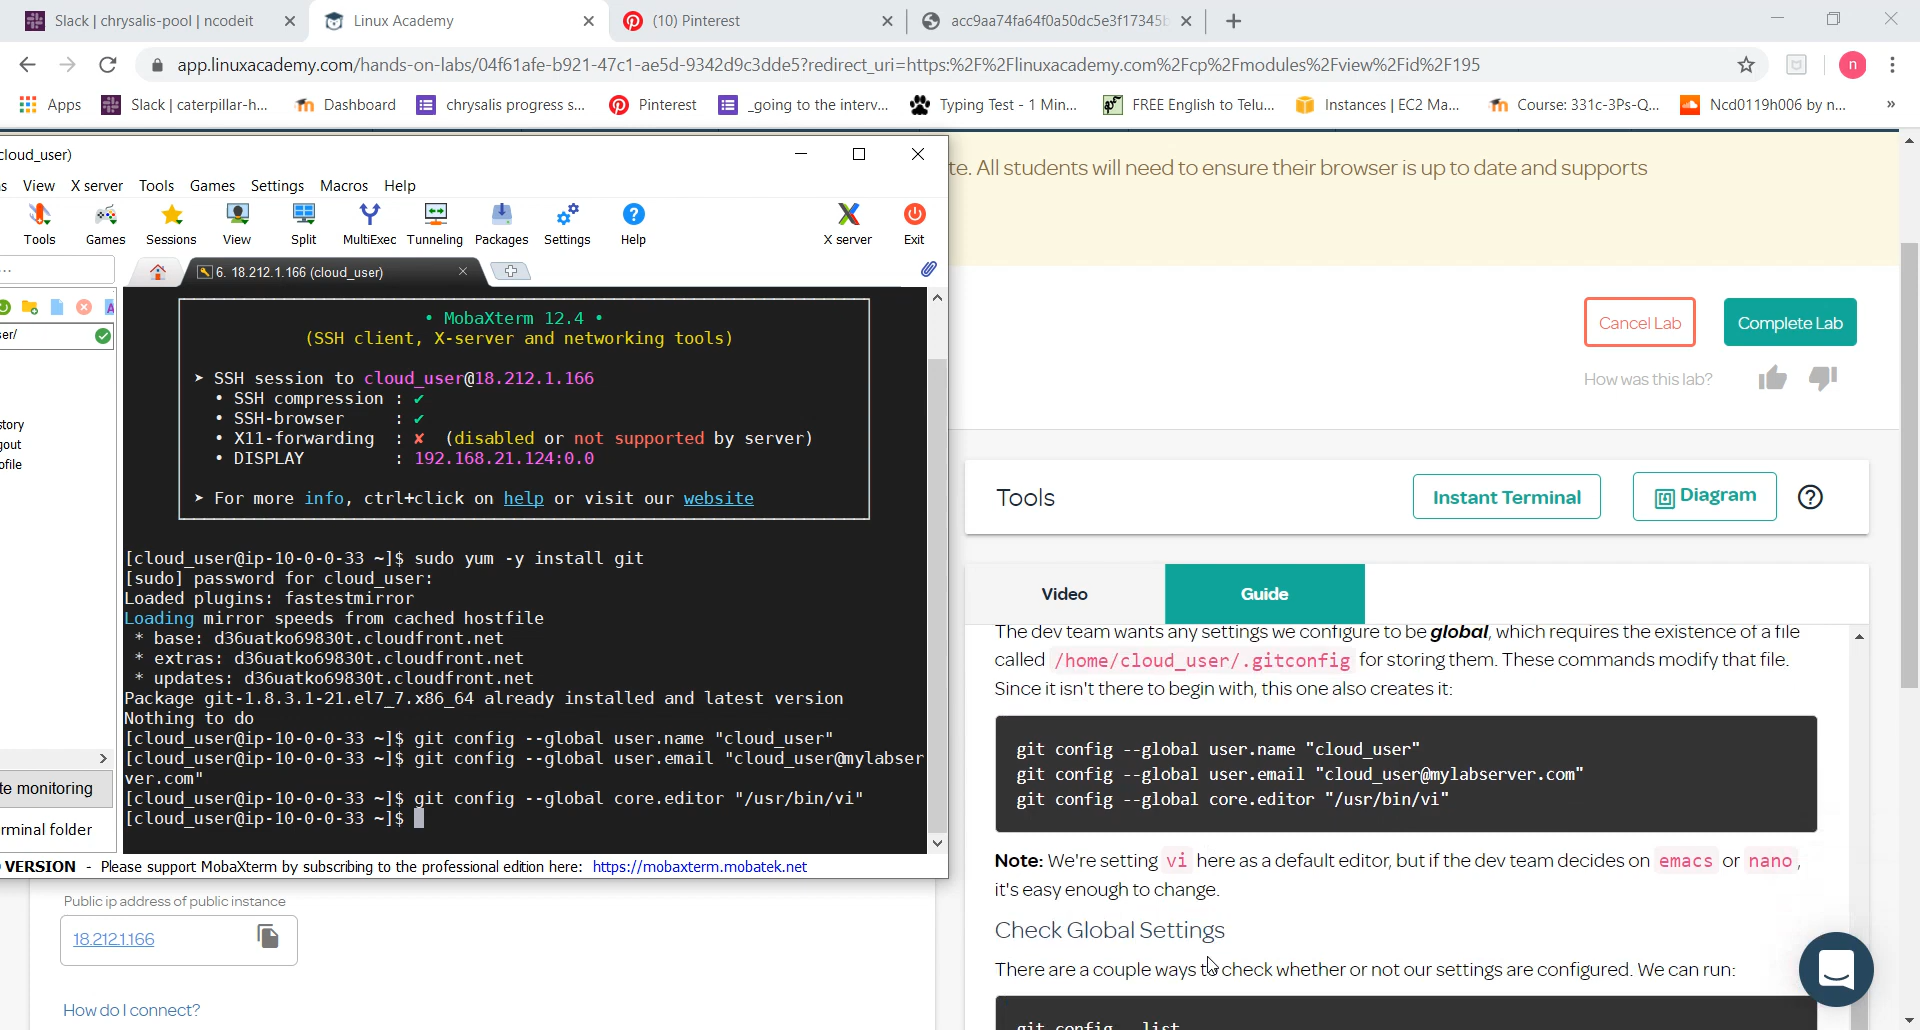 Slack | chrysalis-pool | ncodeit
Linux Academy
(10) Pinterest
acc9aa74fa64f0a50dc5e3f17345b
app.linuxacademy.com/hands-on-labs/04f61afe-b921-47c1-ae5d-9342d9c3dde5?redirect_uri=https:%2F%2Flinuxacademy.com%2Fcp%2Fmodules%2Fview%2Fid%2F195
n
Apps
Slack | caterpillar-h...
Dashboard
chrysalis progress s...
Pinterest
_going to the interv...
Typing Test - 1 Min...
FREE English to Telu...
Instances | EC2 Ma...
Course: 331c-3Ps-Q...
Ncd0119h006 by n...
»
cloud_user)
te. All students will need to ensure their browser is up to date and supports
s View X server Tools Games Settings Macros Help
Tools Games Sessions View Split MultiExec Tunneling Packages Settings Help X server Exit
...
6. 18.212.1.166 (cloud_user)
er/
story
gout
ofile
te monitoring
rminal folder
• MobaXterm 12.4 •
(SSH client, X-server and networking tools)
➤ SSH session to cloud_user@18.212.1.166
• SSH compression : ✔
• SSH-browser : ✔
• X11-forwarding : ✘ (disabled or not supported by server)
• DISPLAY : 192.168.21.124:0.0
➤ For more info, ctrl+click on help or visit our website
[cloud_user@ip-10-0-0-33 ~]$ sudo yum -y install git
[sudo] password for cloud_user:
Loaded plugins: fastestmirror
Loading mirror speeds from cached hostfile
* base: d36uatko69830t.cloudfront.net
* extras: d36uatko69830t.cloudfront.net
* updates: d36uatko69830t.cloudfront.net
Package git-1.8.3.1-21.el7_7.x86_64 already installed and latest version
Nothing to do
[cloud_user@ip-10-0-0-33 ~]$ git config --global user.name "cloud_user"
[cloud_user@ip-10-0-0-33 ~]$ git config --global user.email "cloud_user@mylabser
ver.com"
[cloud_user@ip-10-0-0-33 ~]$ git config --global core.editor "/usr/bin/vi"
[cloud_user@ip-10-0-0-33 ~]$
VERSION - Please support MobaXterm by subscribing to the professional edition here: https://mobaxterm.mobatek.net
Public ip address of public instance
18.212.1.166
How do I connect?
Cancel Lab
Complete Lab
How was this lab?
Tools
Instant Terminal
Diagram
?
Video
Guide
The dev team wants any settings we configure to be global, which requires the existence of a file
called /home/cloud_user/.gitconfig for storing them. These commands modify that file.
Since it isn't there to begin with, this one also creates it:
git config --global user.name "cloud_user"
git config --global user.email "cloud_user@mylabserver.com"
git config --global core.editor "/usr/bin/vi"
Note: We're setting vi here as a default editor, but if the dev team decides on emacs or nano,
it's easy enough to change.
Check Global Settings
There are a couple ways to check whether or not our settings are configured. We can run:
git config --list